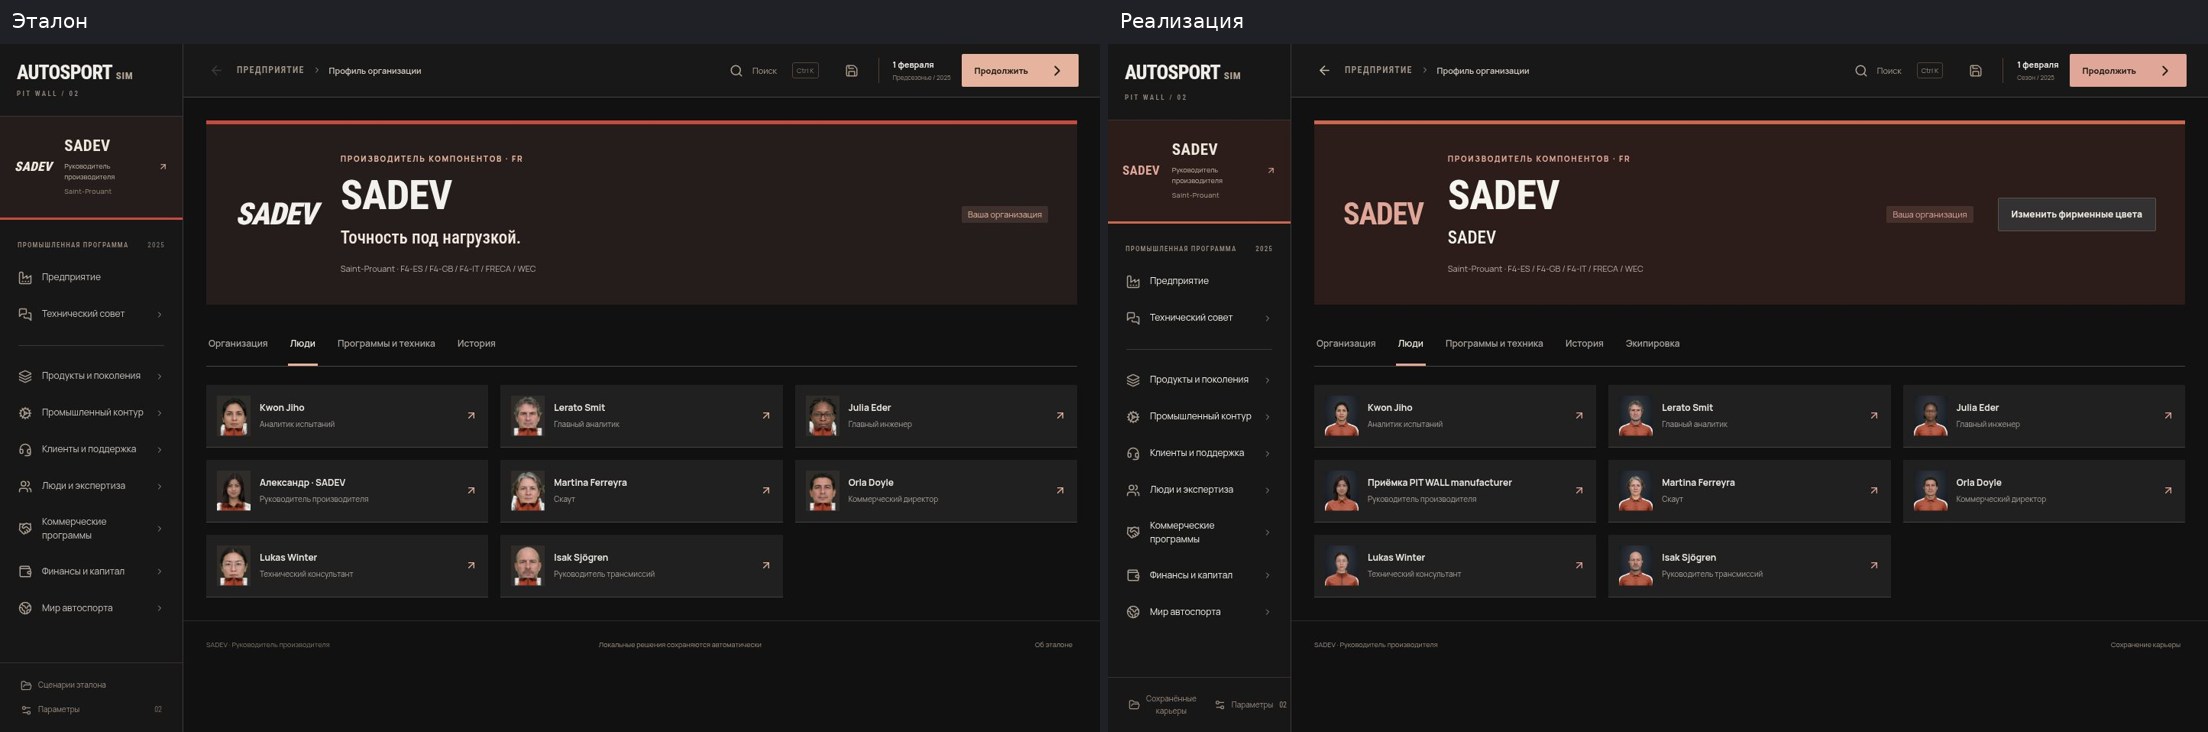 Эталон
AUTOSPORT SIM
PIT WALL / 02
SADEV
SADEV
Руководитель
производителя
Saint-Prouant
ПРОМЫШЛЕННАЯ ПРОГРАММА 2025
Предприятие
Технический совет
Продукты и поколения
Промышленный контур
Клиенты и поддержка
Люди и экспертиза
Коммерческие
программы
Финансы и капитал
Мир автоспорта
Сценарии эталона
Параметры 02
ПРЕДПРИЯТИЕ Профиль организации
Поиск Ctrl K
1 февраля
Предсезонье / 2025
Продолжить
SADEV
ПРОИЗВОДИТЕЛЬ КОМПОНЕНТОВ · FR
SADEV
Точность под нагрузкой.
Saint-Prouant · F4-ES / F4-GB / F4-IT / FRECA / WEC
Ваша организация
Организация Люди Программы и техника История
Kwon Jiho
Аналитик испытаний
Lerato Smit
Главный аналитик
Julia Eder
Главный инженер
Александр · SADEV
Руководитель производителя
Martina Ferreyra
Скаут
Orla Doyle
Коммерческий директор
Lukas Winter
Технический консультант
Isak Sjögren
Руководитель трансмиссий
SADEV · Руководитель производителя
Локальные решения сохраняются автоматически
Об эталоне
Реализация
AUTOSPORT SIM
PIT WALL / 02
SADEV
SADEV
Руководитель
производителя
Saint-Prouant
ПРОМЫШЛЕННАЯ ПРОГРАММА 2025
Предприятие
Технический совет
Продукты и поколения
Промышленный контур
Клиенты и поддержка
Люди и экспертиза
Коммерческие
программы
Финансы и капитал
Мир автоспорта
Сохранённые
карьеры
Параметры 02
ПРЕДПРИЯТИЕ Профиль организации
Поиск Ctrl K
1 февраля
Сезон / 2025
Продолжить
SADEV
ПРОИЗВОДИТЕЛЬ КОМПОНЕНТОВ · FR
SADEV
SADEV
Saint-Prouant · F4-ES / F4-GB / F4-IT / FRECA / WEC
Ваша организация
Изменить фирменные цвета
Организация Люди Программы и техника История Экипировка
Kwon Jiho
Аналитик испытаний
Lerato Smit
Главный аналитик
Julia Eder
Главный инженер
Приёмка PIT WALL manufacturer
Руководитель производителя
Martina Ferreyra
Скаут
Orla Doyle
Коммерческий директор
Lukas Winter
Технический консультант
Isak Sjögren
Руководитель трансмиссий
SADEV · Руководитель производителя
Сохранение карьеры